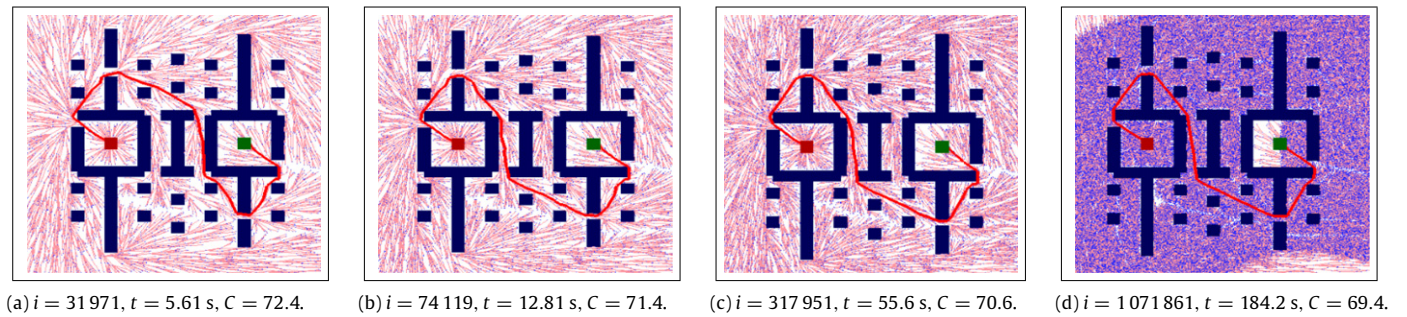 (a) i = 31 971, t = 5.61 s, C = 72.4.
(b) i = 74 119, t = 12.81 s, C = 71.4.
(c) i = 317 951, t = 55.6 s, C = 70.6.
(d) i = 1 071 861, t = 184.2 s, C = 69.4.